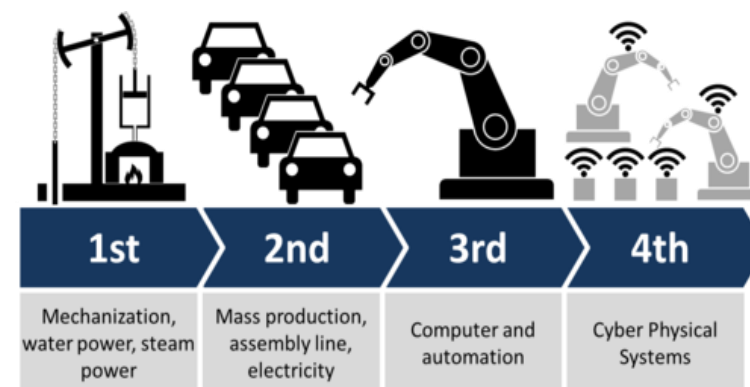 1st
2nd
3rd
4th
Mechanization,
water power, steam
power
Mass production,
assembly line,
electricity
Computer and
automation
Cyber Physical
Systems